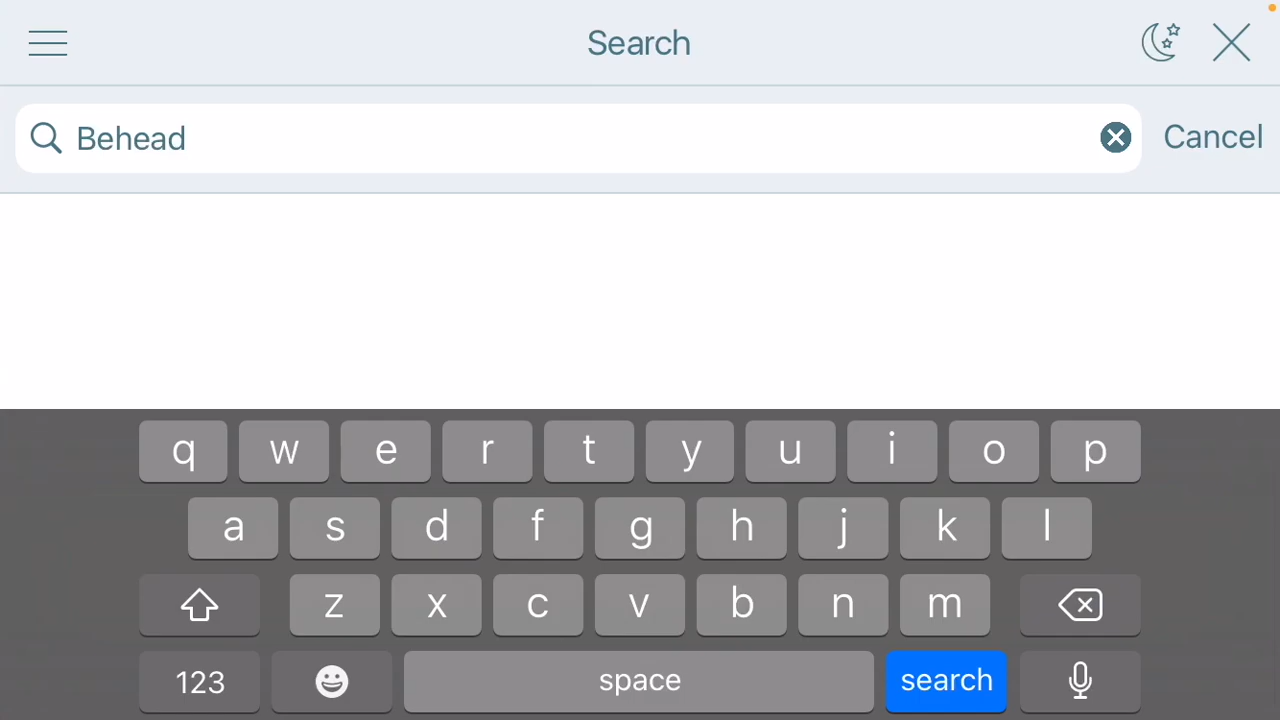 Search
Behead
Cancel
q w e r t y u i o p
a s d f g h j k l
z x c v b n m
123 space search